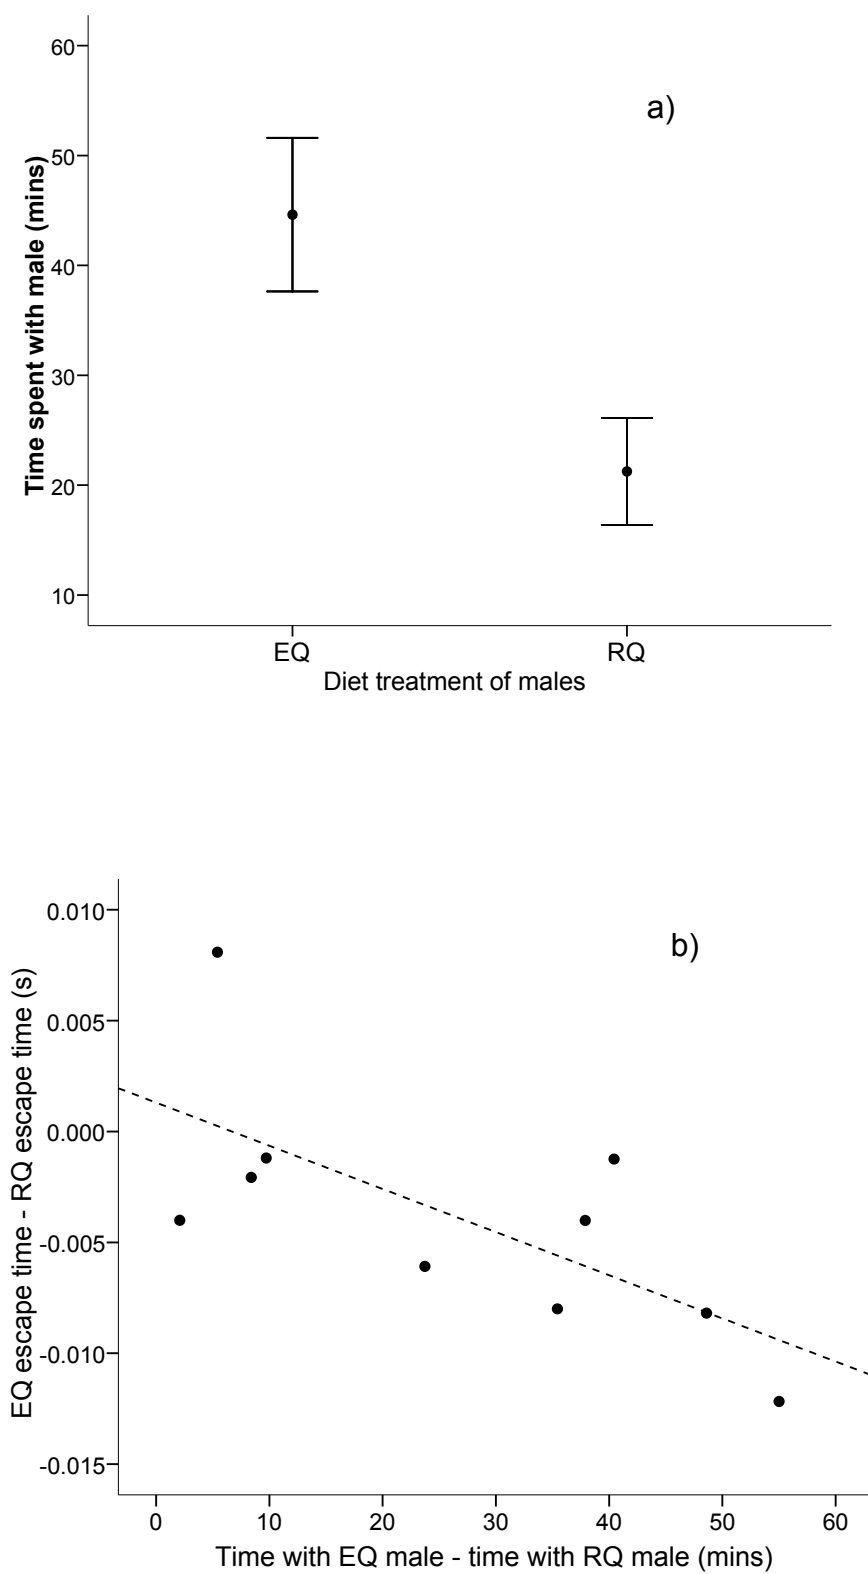 60
a)
50
40
30
20
10
Time spent with male (mins)
EQ RQ
Diet treatment of males
0.010
b)
0.005
0.000
-0.005
-0.010
-0.015
EQ escape time - RQ escape time (s)
0 10 20 30 40 50 60
Time with EQ male - time with RQ male (mins)